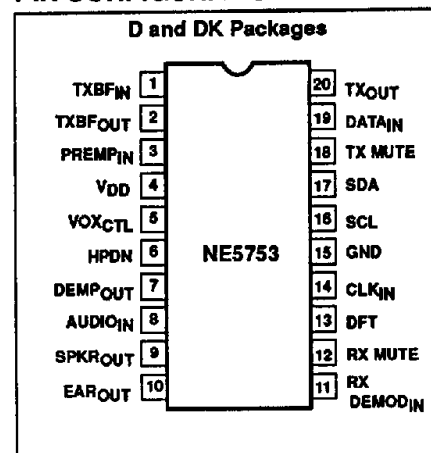 D and DK Packages
TXBFIN 1
TXBFOUT 2
PREMPIN 3
VDD 4
VOXCTL 5
HPDN 6
DEMPOUT 7
AUDIOIN 8
SPKROUT 9
EAROUT 10
NE5753
20 TXOUT
19 DATAIN
18 TX MUTE
17 SDA
16 SCL
15 GND
14 CLKIN
13 DFT
12 RX MUTE
11 RX
DEMODIN